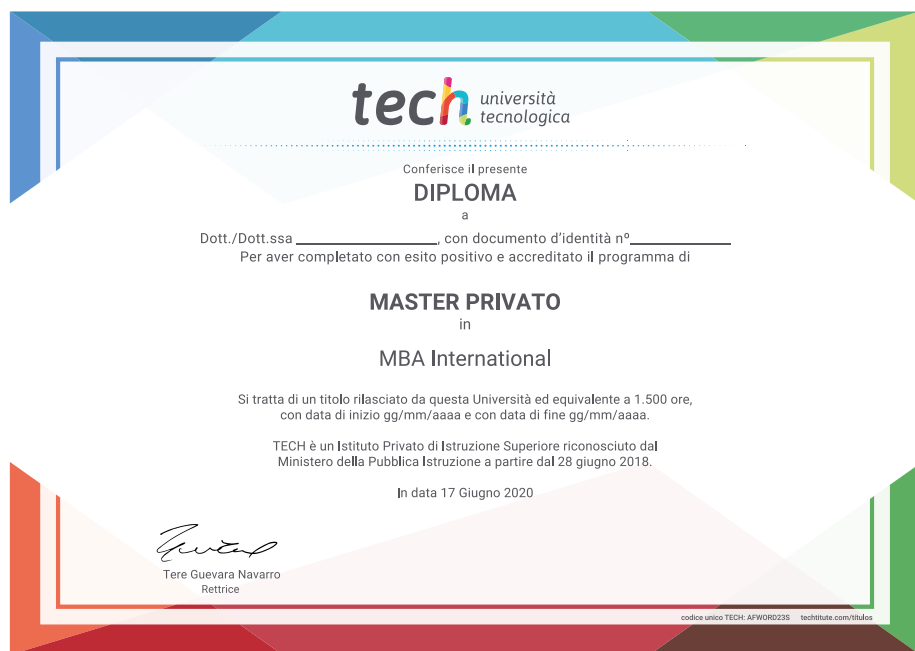 tech università
tecnologica
Conferisce il presente
DIPLOMA
a
Dott./Dott.ssa ____________________, con documento d'identità nº______________
Per aver completato con esito positivo e accreditato il programma di
MASTER PRIVATO
in
MBA International
Si tratta di un titolo rilasciato da questa Università ed equivalente a 1.500 ore,
con data di inizio gg/mm/aaaa e con data di fine gg/mm/aaaa.
TECH è un Istituto Privato di Istruzione Superiore riconosciuto dal
Ministero della Pubblica Istruzione a partire dal 28 giugno 2018.
In data 17 Giugno 2020
Tere Guevara Navarro
Rettrice
codice unico TECH: AFWORD23S techtitute.com/titulos